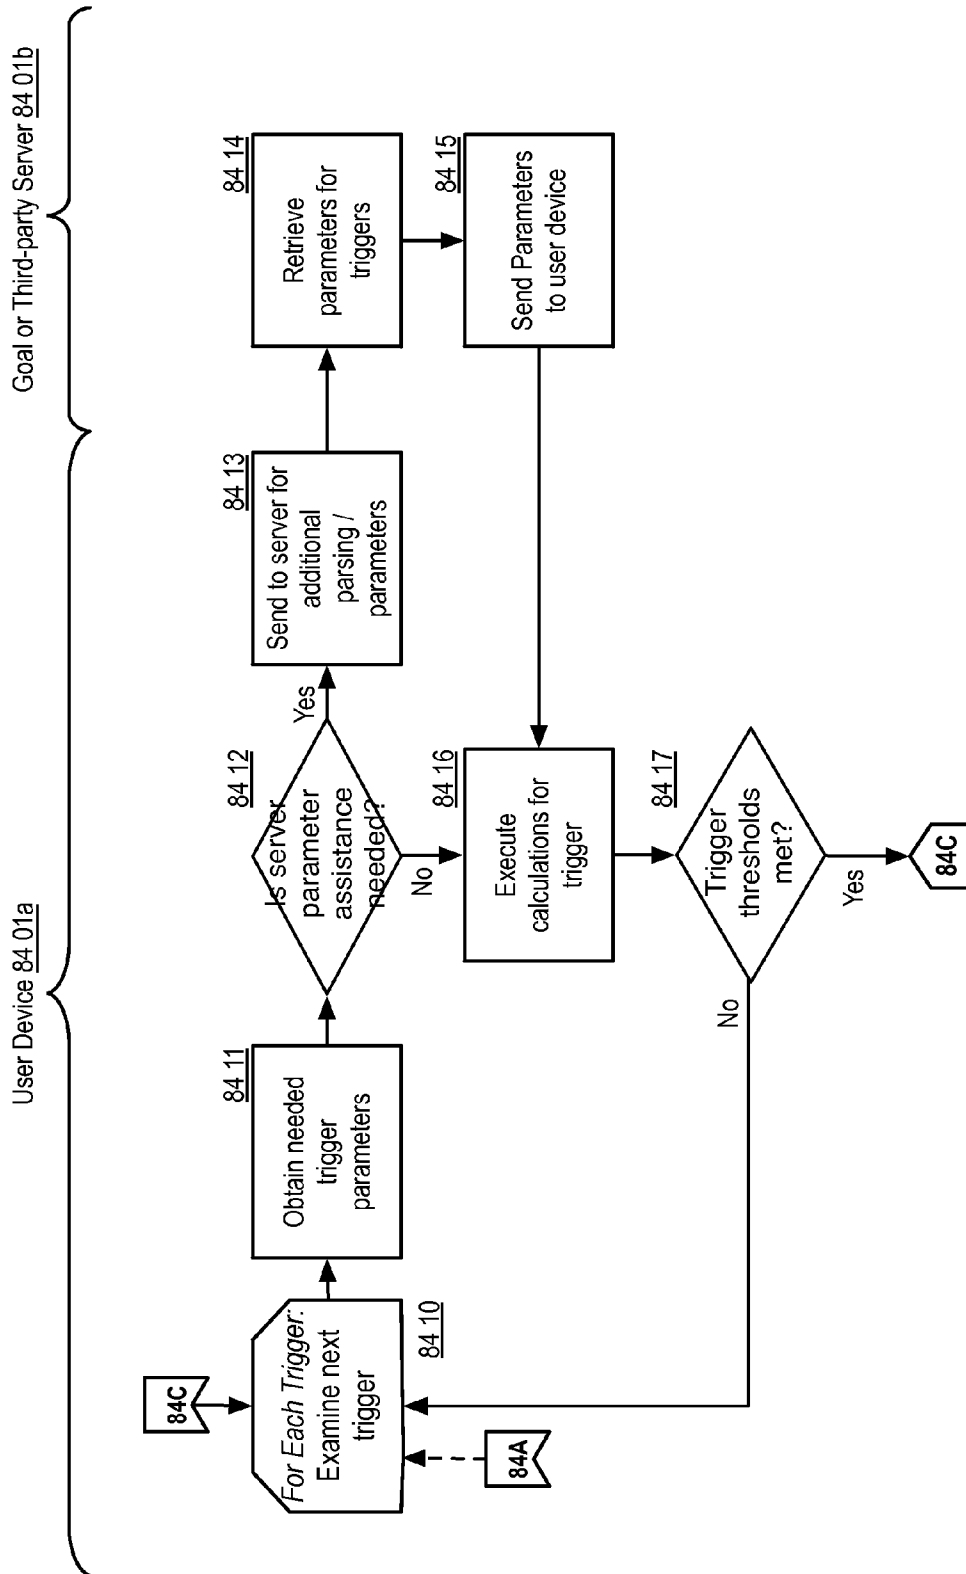 User Device 84 01a
Goal or Third-party Server 84 01b
84C
For Each Trigger:
Examine next
trigger
84 10
84A
84 11
Obtain needed
trigger
parameters
84 12
Is server
parameter
assistance
needed?
Yes
No
84 13
Send to server for
additional
parsing /
parameters
84 14
Retrieve
parameters for
triggers
84 15
Send Parameters
to user device
84 16
Execute
calculations for
trigger
84 17
Trigger
thresholds
met?
No
Yes
84C